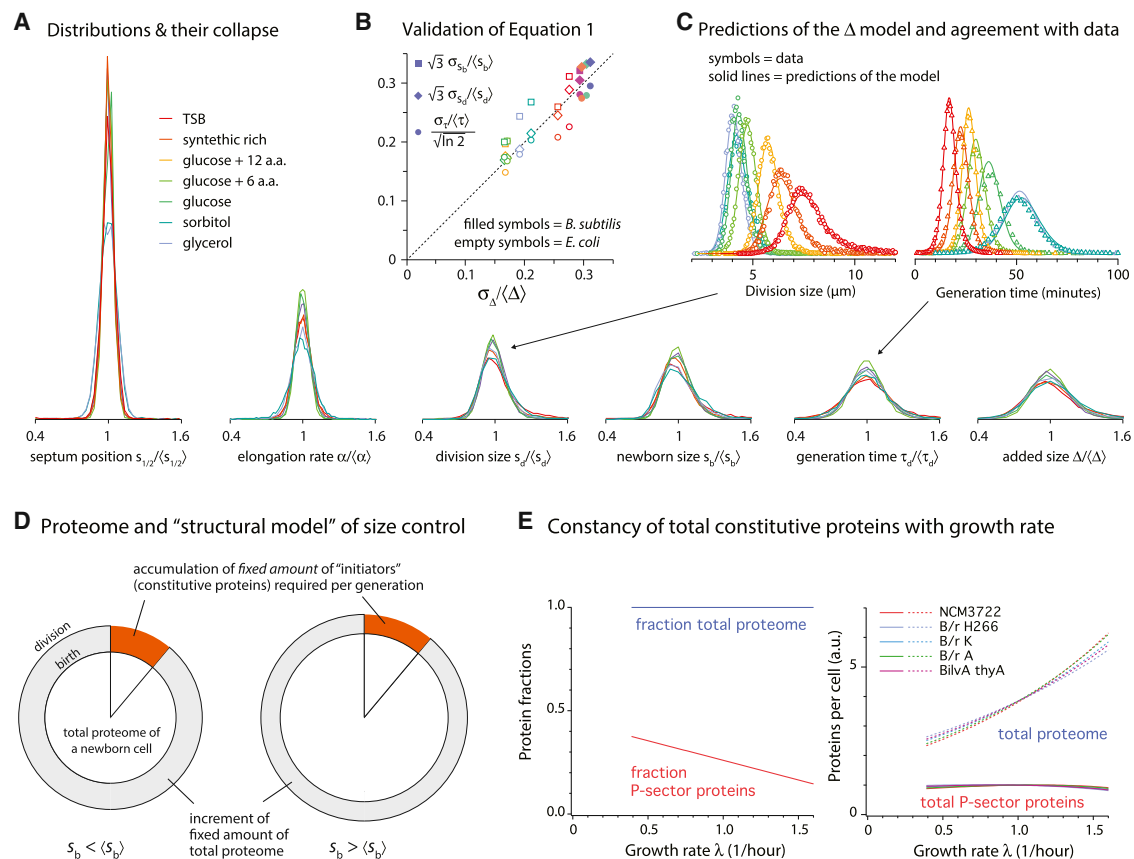 A Distributions & their collapse
TSB
syntethric rich
glucose + 12 a.a.
glucose + 6 a.a.
glucose
sorbitol
glycerol
0.4 1 1.6
septum position s1/2/⟨s1/2⟩
0.4 1 1.6
elongation rate α/⟨α⟩
0.4 1 1.6
division size sd/⟨sd⟩
0.4 1 1.6
newborn size sb/⟨sb⟩
0.4 1 1.6
generation time τd/⟨τd⟩
0.4 1 1.6
added size Δ/⟨Δ⟩
B Validation of Equation 1
√3 σsb/⟨sb⟩
√3 σsd/⟨sd⟩
στ/⟨τ⟩
√ln 2
filled symbols = B. subtilis
empty symbols = E. coli
0.3
0.2
0.1
0
0 0.1 0.2 0.3
σΔ/⟨Δ⟩
C Predictions of the Δ model and agreement with data
symbols = data
solid lines = predictions of the model
5 10
Division size (μm)
0 50 100
Generation time (minutes)
D Proteome and “structural model” of size control
accumulation of fixed amount of “initiators”
(constitutive proteins) required per generation
division
birth
total proteome of
a newborn cell
increment of
fixed amount of
total proteome
sb < ⟨sb⟩
sb > ⟨sb⟩
E Constancy of total constitutive proteins with growth rate
Protein fractions
1.0
0.5
0.0
fraction total proteome
fraction
P-sector proteins
0 0.5 1.0 1.5
Growth rate λ (1/hour)
Proteins per cell (a.u.)
5
0
NCM3722
B/r H266
B/r K
B/r A
BilvA thyA
total proteome
total P-sector proteins
0 0.5 1.0 1.5
Growth rate λ (1/hour)